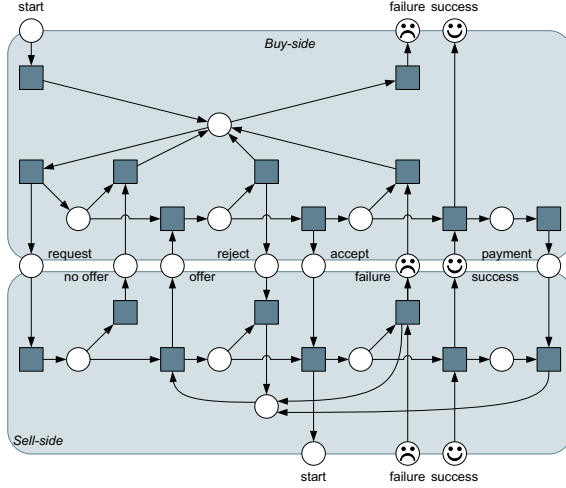 start
failure
success
Buy-side
request
no offer
offer
reject
accept
failure
success
payment
Sell-side
start
failure
success